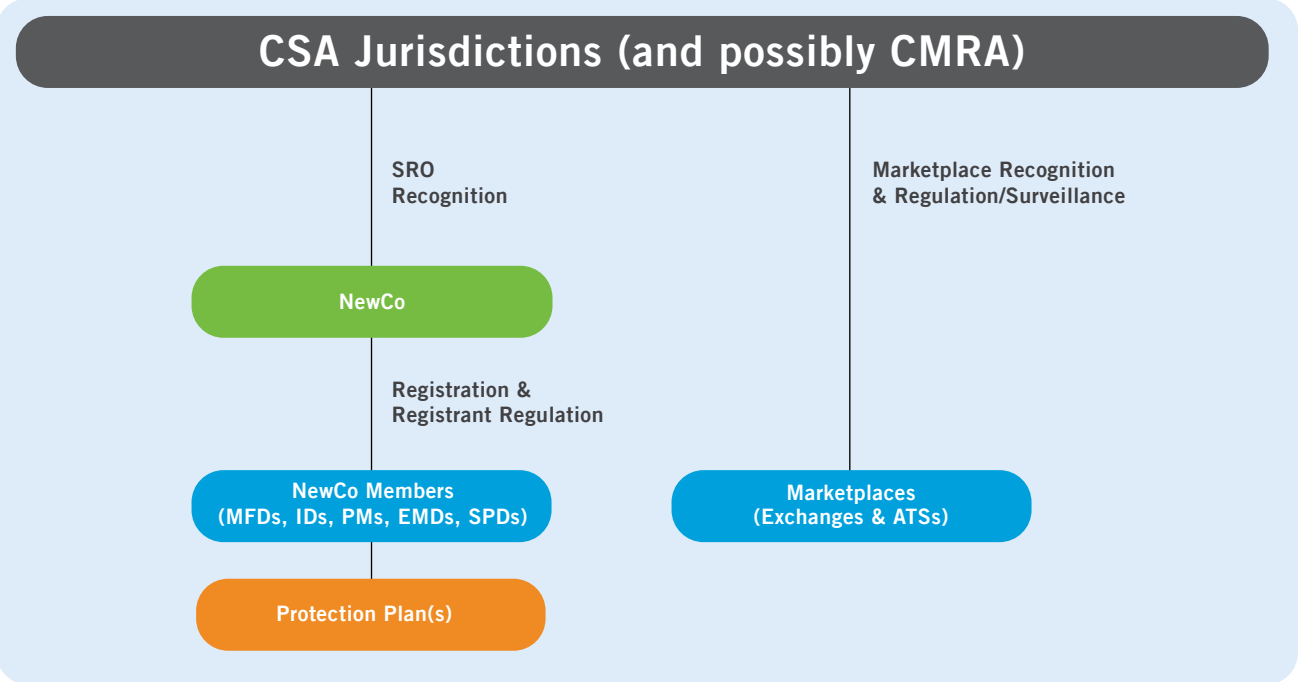 CSA Jurisdictions (and possibly CMRA)
SRO
Recognition
Marketplace Recognition
& Regulation/Surveillance
NewCo
Registration &
Registrant Regulation
NewCo Members
(MFDs, IDs, PMs, EMDs, SPDs)
Marketplaces
(Exchanges & ATSs)
Protection Plan(s)